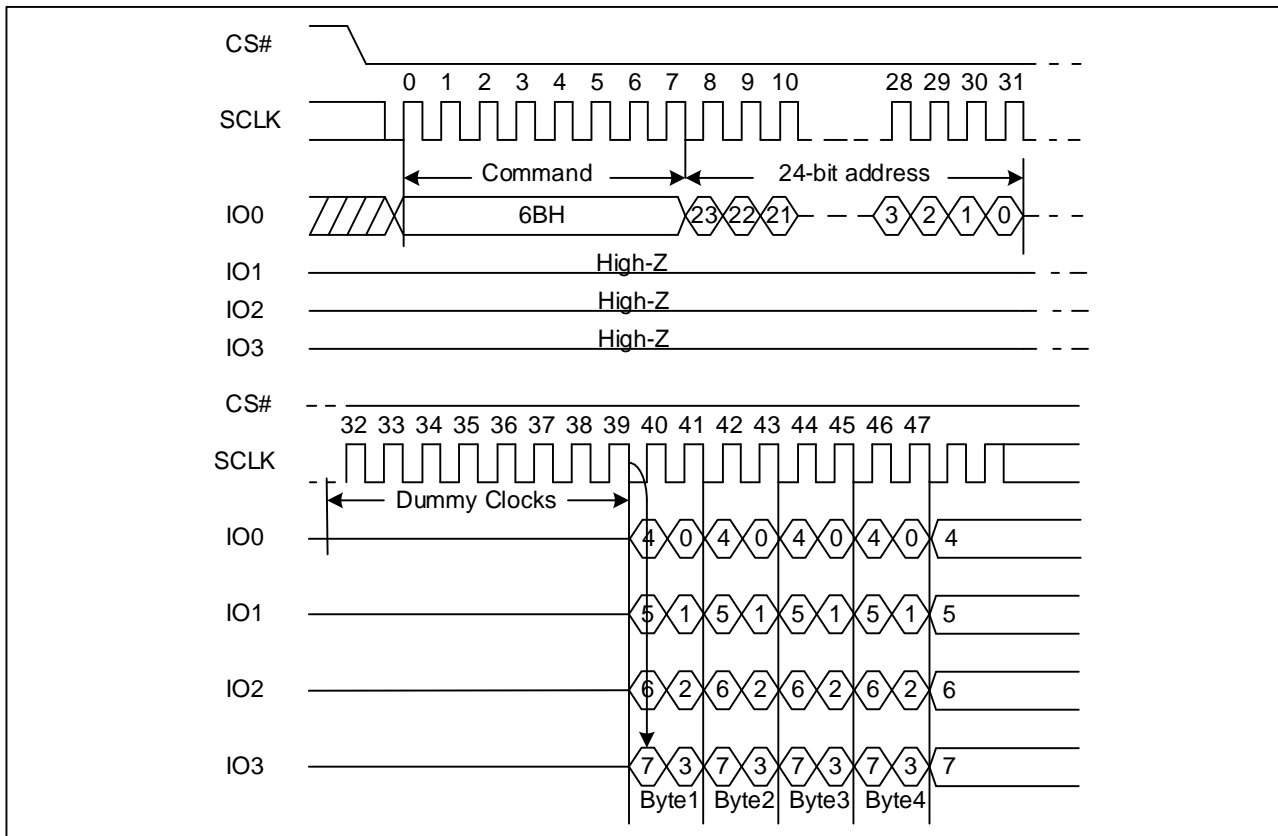 CS#
0 1 2 3 4 5 6 7 8 9 10 28 29 30 31
SCLK
Command 24-bit address
IO0 6BH 23 22 21 3 2 1 0
IO1 High-Z
IO2 High-Z
IO3 High-Z
CS#
32 33 34 35 36 37 38 39 40 41 42 43 44 45 46 47
SCLK
Dummy Clocks
IO0 4 0 4 0 4 0 4 0 4
IO1 5 1 5 1 5 1 5 1 5
IO2 6 2 6 2 6 2 6 2 6
IO3 7 3 7 3 7 3 7 3 7
Byte1 Byte2 Byte3 Byte4